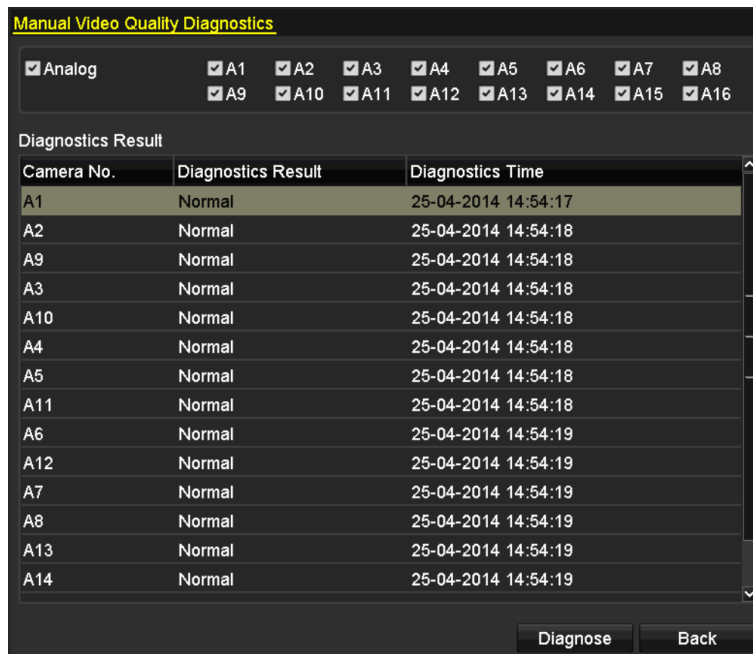 Manual Video Quality Diagnostics
Analog A1 A2 A3 A4 A5 A6 A7 A8
A9 A10 A11 A12 A13 A14 A15 A16
Diagnostics Result
Camera No. Diagnostics Result Diagnostics Time
A1 Normal 25-04-2014 14:54:17
A2 Normal 25-04-2014 14:54:18
A9 Normal 25-04-2014 14:54:18
A3 Normal 25-04-2014 14:54:18
A10 Normal 25-04-2014 14:54:18
A4 Normal 25-04-2014 14:54:18
A5 Normal 25-04-2014 14:54:18
A11 Normal 25-04-2014 14:54:18
A6 Normal 25-04-2014 14:54:19
A12 Normal 25-04-2014 14:54:19
A7 Normal 25-04-2014 14:54:19
A8 Normal 25-04-2014 14:54:19
A13 Normal 25-04-2014 14:54:19
A14 Normal 25-04-2014 14:54:19
Diagnose Back